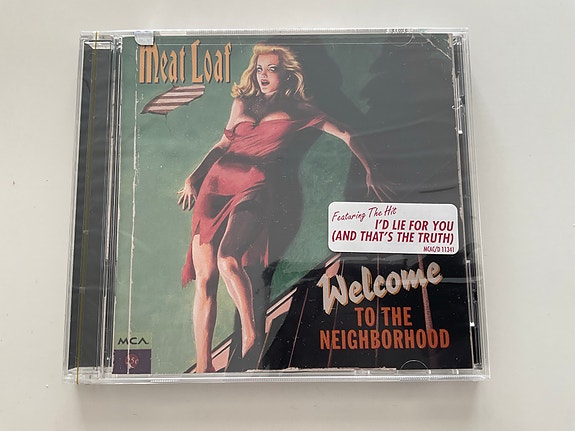 Meat Loaf
Featuring The Hit
I'D LIE FOR YOU
(AND THAT'S THE TRUTH)
MCAC/D 11341
Welcome
TO THE
NEIGHBORHOOD
MCA